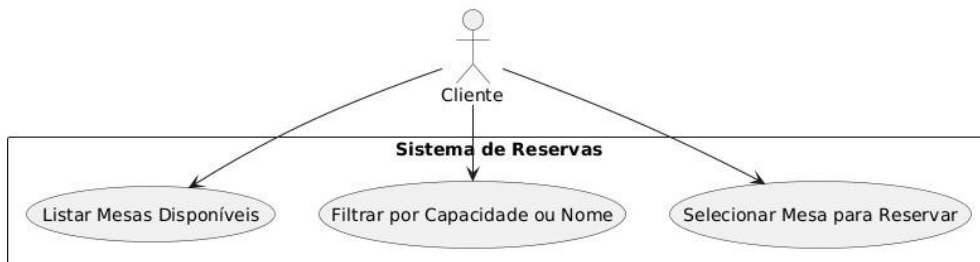 Cliente
Sistema de Reservas
Listar Mesas Disponíveis
Filtrar por Capacidade ou Nome
Selecionar Mesa para Reservar